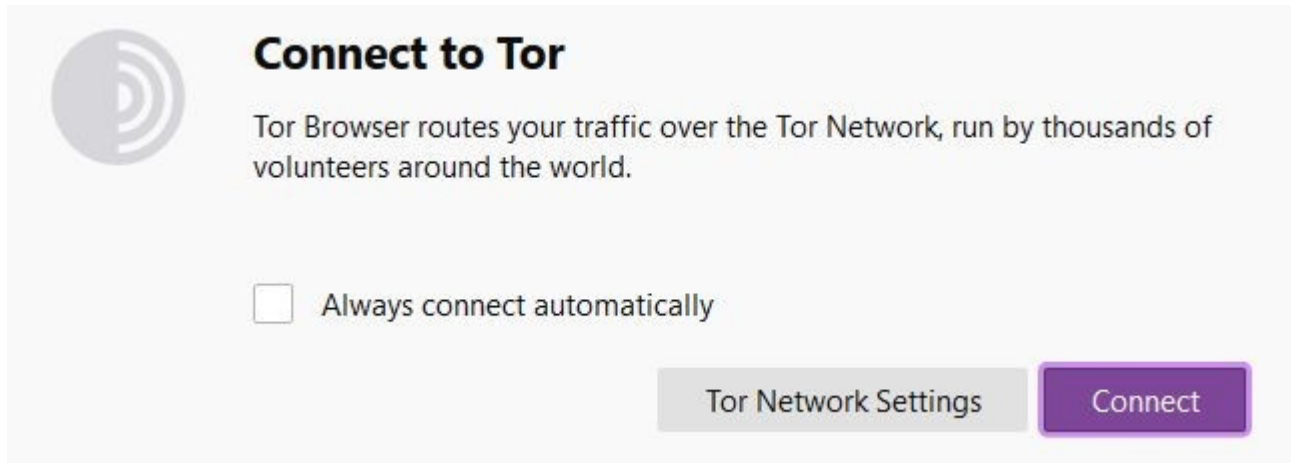 Connect to Tor
Tor Browser routes your traffic over the Tor Network, run by thousands of
volunteers around the world.
Always connect automatically
Tor Network Settings
Connect